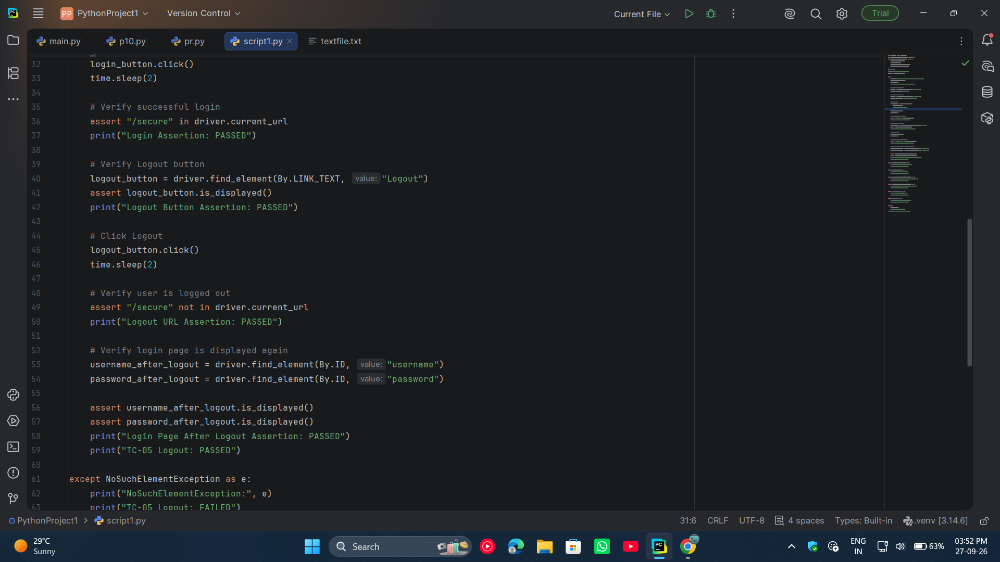 PP PythonProject1 Version Control Current File Trial
main.py p10.py pr.py script1.py textfile.txt
32 login_button.click()
33 time.sleep(2)
34
35 # Verify successful login
36 assert "/secure" in driver.current_url
37 print("Login Assertion: PASSED")
38
39 # Verify Logout button
40 logout_button = driver.find_element(By.LINK_TEXT, value: "Logout")
41 assert logout_button.is_displayed()
42 print("Logout Button Assertion: PASSED")
43
44 # Click Logout
45 logout_button.click()
46 time.sleep(2)
47
48 # Verify user is logged out
49 assert "/secure" not in driver.current_url
50 print("Logout URL Assertion: PASSED")
51
52 # Verify login page is displayed again
53 username_after_logout = driver.find_element(By.ID, value: "username")
54 password_after_logout = driver.find_element(By.ID, value: "password")
55
56 assert username_after_logout.is_displayed()
57 assert password_after_logout.is_displayed()
58 print("Login Page After Logout Assertion: PASSED")
59 print("TC-05 Logout: PASSED")
60
61 except NoSuchElementException as e:
62 print("NoSuchElementException:", e)
63 print("TC-05 Logout: FAILED")
PythonProject1 > script1.py 31:6 CRLF UTF-8 4 spaces Types: Built-in .venv [3.14.6]
29°C
Sunny
Search
ENG
IN
63%
03:52 PM
27-09-26